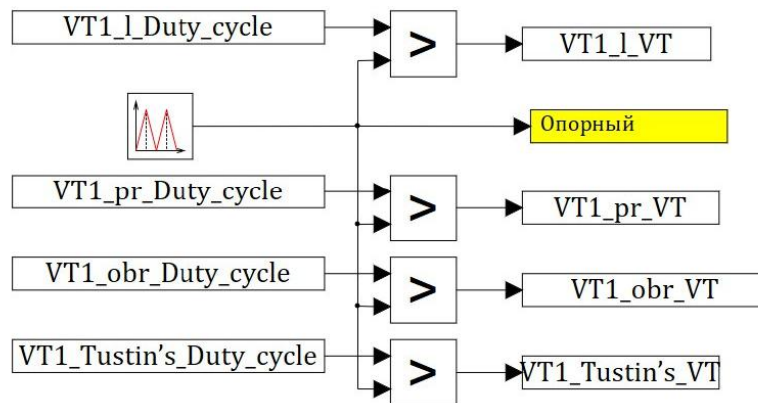 VT1_l_Duty_cycle
>
VT1_l_VT
Опорный
VT1_pr_Duty_cycle
>
VT1_pr_VT
VT1_obr_Duty_cycle
>
VT1_obr_VT
VT1_Tustin’s_Duty_cycle
>
VT1_Tustin’s_VT